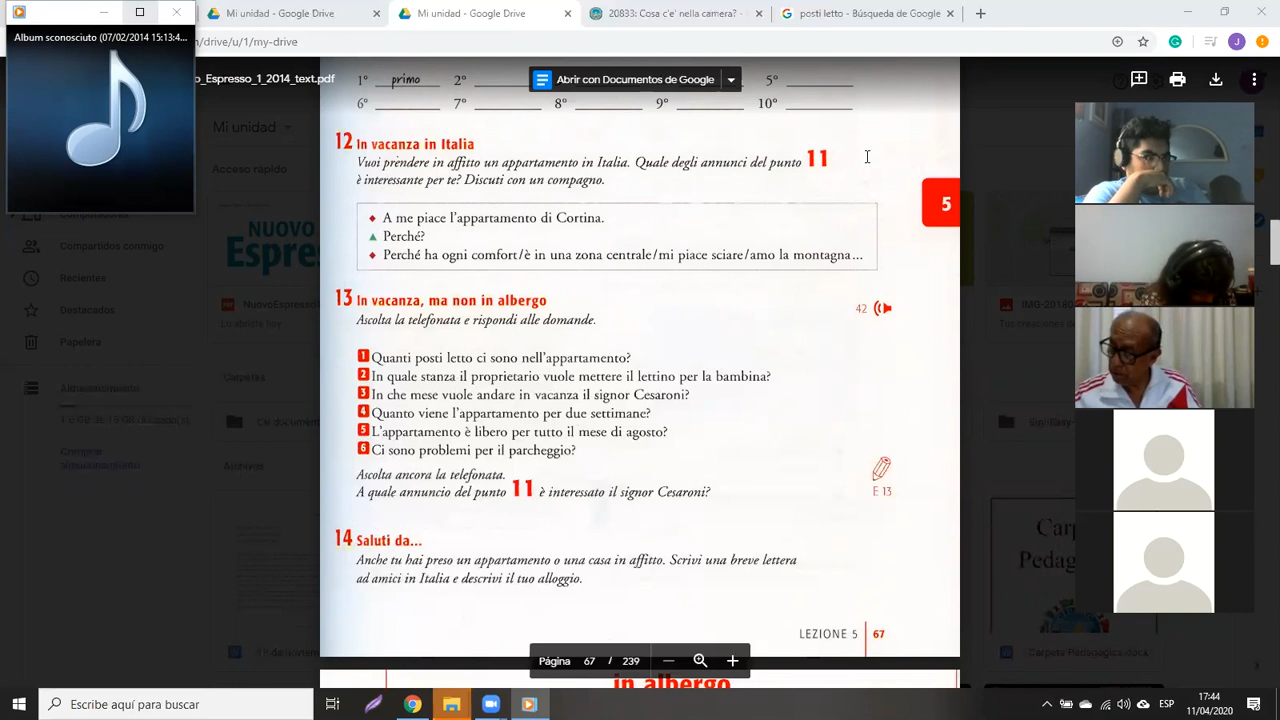 Mi unidad - Google Drive
Mi unidad - Google Drive
20833: Cosa c'e' nella camera?
posti letto - Búsqueda de Google
Album sconosciuto (07/02/2014 15:13:4...
n/drive/u/1/my-drive
J
o_Espresso_1_2014_text.pdf
Abrir con Documentos de Google
1° primo 2° 5°
6° 7° 8° 9° 10°
Mi unidad
Acceso rápido
12 In vacanza in Italia
Vuoi prendere in affitto un appartamento in Italia. Quale degli annunci del punto 11
è interessante per te? Discuti con un compagno.
5
A me piace l'appartamento di Cortina.
Perché?
Perché ha ogni comfort/è in una zona centrale/mi piace sciare/amo la montagna...
Compartidos conmigo
Recientes
Destacados
Papelera
NUOVO
Espre
NuovoEspresso
13 In vacanza, ma non in albergo
Ascolta la telefonata e rispondi alle domande.
42
1 Quanti posti letto ci sono nell'appartamento?
2 In quale stanza il proprietario vuole mettere il lettino per la bambina?
3 In che mese vuole andare in vacanza il signor Cesaroni?
4 Quanto viene l'appartamento per due settimane?
5 L'appartamento è libero per tutto il mese di agosto?
6 Ci sono problemi per il parcheggio?
Ascolta ancora la telefonata.
A quale annuncio del punto 11 è interessato il signor Cesaroni?
E 13
14 Saluti da...
Anche tu hai preso un appartamento o una casa in affitto. Scrivi una breve lettera
ad amici in Italia e descrivi il tuo alloggio.
LEZIONE 5 67
Página 67 / 239
in albergo
Carpeta Pedagogica.docx
Escribe aquí para buscar
ESP
17:44
11/04/2020